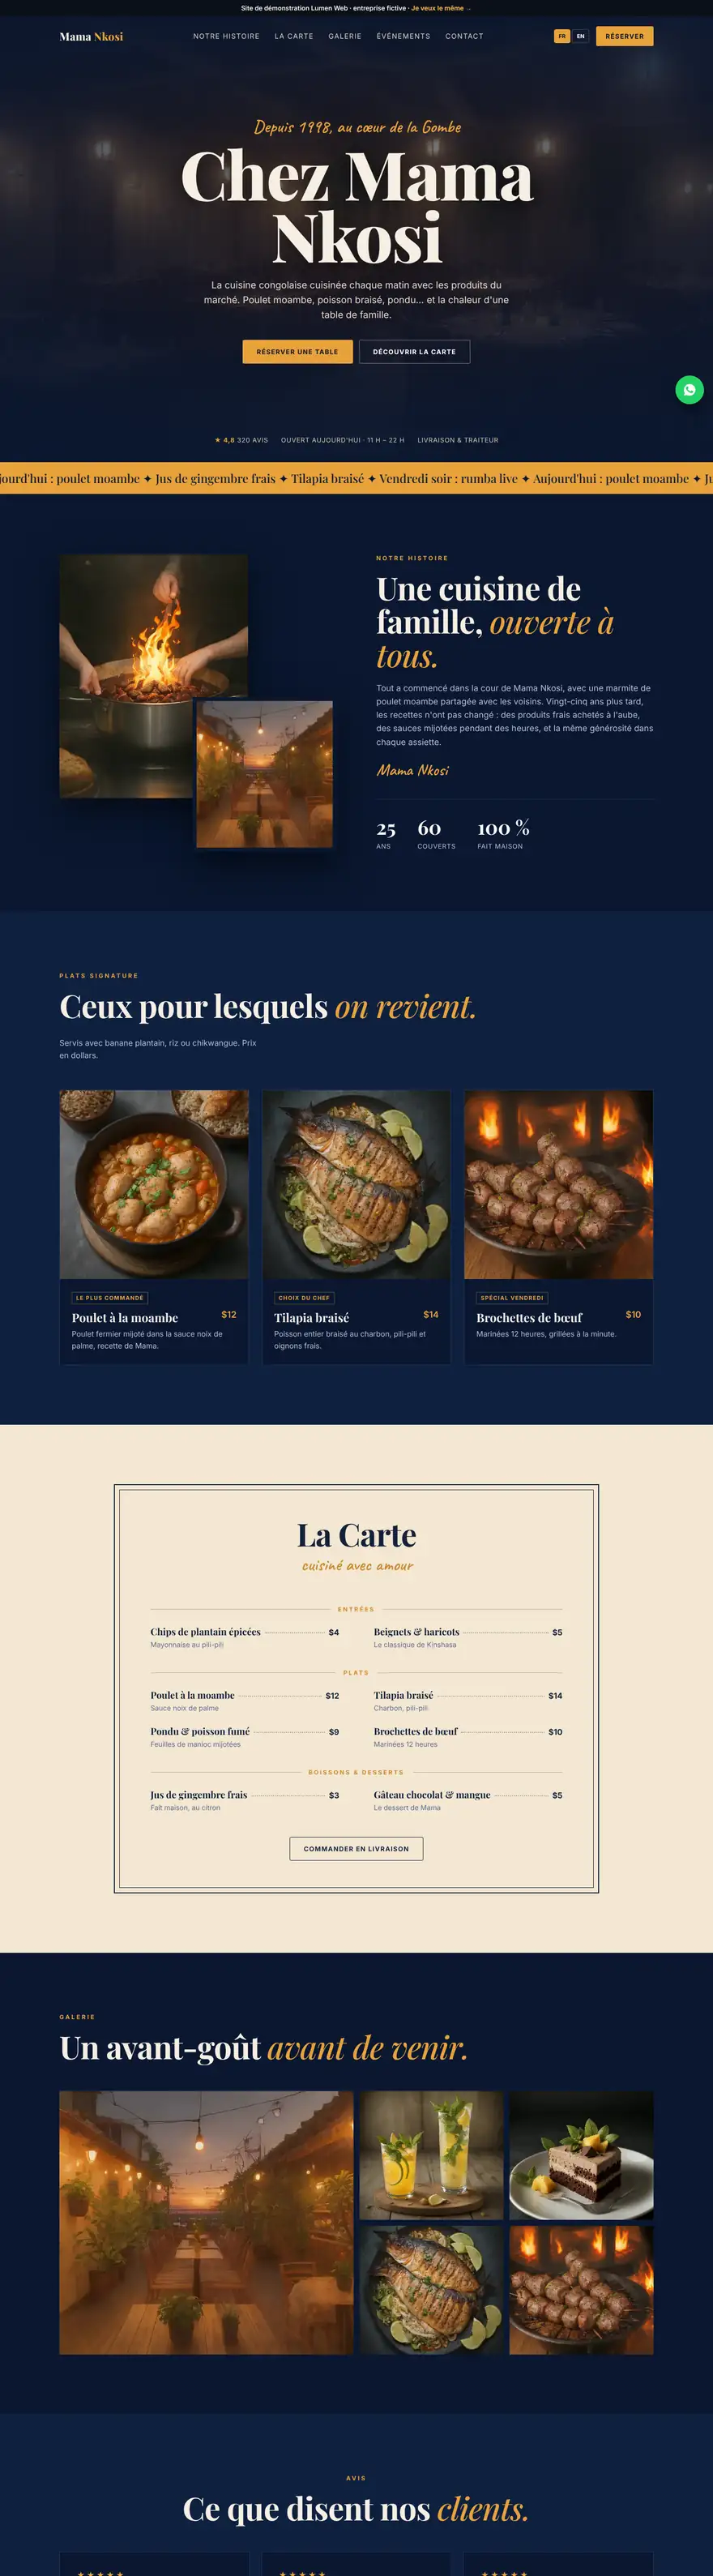 Site de démonstration Lumen Web · entreprise fictive · Je veux le même →
Mama Nkosi
NOTRE HISTOIRE
LA CARTE
GALERIE
ÉVÉNEMENTS
CONTACT
FR
EN
RÉSERVER
Depuis 1998, au cœur de la Gombe
Chez Mama
Nkosi
La cuisine congolaise cuisinée chaque matin avec les produits du
marché. Poulet moambe, poisson braisé, pondu... et la chaleur d'une
table de famille.
RÉSERVER UNE TABLE
DÉCOUVRIR LA CARTE
★ 4,8 320 AVIS
OUVERT AUJOURD'HUI · 11 H – 22 H
LIVRAISON & TRAITEUR
jourd'hui : poulet moambe ✦ Jus de gingembre frais ✦ Tilapia braisé ✦ Vendredi soir : rumba live ✦ Aujourd'hui : poulet moambe ✦ Ju
NOTRE HISTOIRE
Une cuisine de
famille, ouverte à
tous.
Tout a commencé dans la cour de Mama Nkosi, avec une marmite de
poulet moambe partagée avec les voisins. Vingt-cinq ans plus tard,
les recettes n'ont pas changé : des produits frais achetés à l'aube,
des sauces mijotées pendant des heures, et la même générosité dans
chaque assiette.
Mama Nkosi
25
ANS
60
COUVERTS
100 %
FAIT MAISON
PLATS SIGNATURE
Ceux pour lesquels on revient.
Servis avec banane plantain, riz ou chikwangue. Prix
en dollars.
LE PLUS COMMANDÉ
Poulet à la moambe
$12
Poulet fermier mijoté dans la sauce noix de
palme, recette de Mama.
CHOIX DU CHEF
Tilapia braisé
$14
Poisson entier braisé au charbon, pili-pili et
oignons frais.
SPÉCIAL VENDREDI
Brochettes de bœuf
$10
Marinées 12 heures, grillées à la minute.
La Carte
cuisiné avec amour
ENTRÉES
Chips de plantain épicées $4
Mayonnaise au pili-pili
Beignets & haricots $5
Le classique de Kinshasa
PLATS
Poulet à la moambe $12
Sauce noix de palme
Tilapia braisé $14
Charbon, pili-pili
Pondu & poisson fumé $9
Feuilles de manioc mijotées
Brochettes de bœuf $10
Marinées 12 heures
BOISSONS & DESSERTS
Jus de gingembre frais $3
Fait maison, au citron
Gâteau chocolat & mangue $5
Le dessert de Mama
COMMANDER EN LIVRAISON
GALERIE
Un avant-goût avant de venir.
AVIS
Ce que disent nos clients.
★★★★★
★★★★★
★★★★★